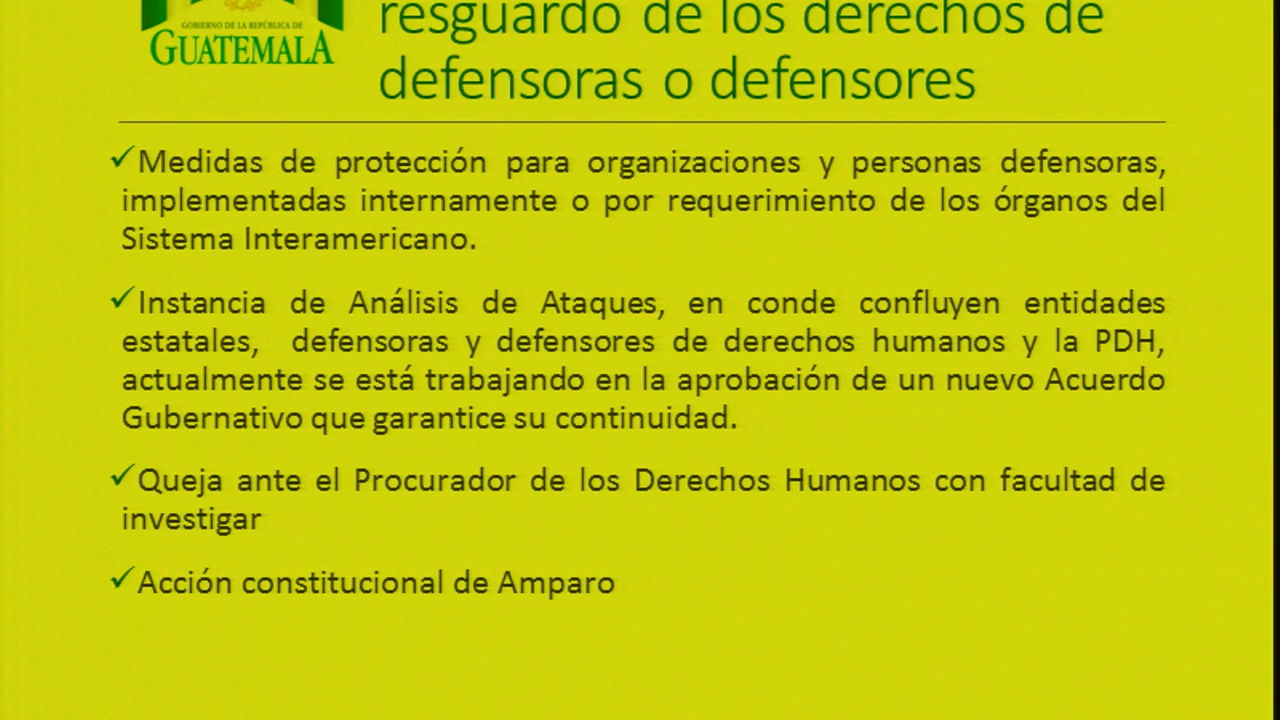 GOBIERNO DE LA REPÚBLICA DE
GUATEMALA
resguardo de los derechos de
defensoras o defensores
✓Medidas de protección para organizaciones y personas defensoras,
implementadas internamente o por requerimiento de los órganos del
Sistema Interamericano.
✓Instancia de Análisis de Ataques, en conde confluyen entidades
estatales, defensoras y defensores de derechos humanos y la PDH,
actualmente se está trabajando en la aprobación de un nuevo Acuerdo
Gubernativo que garantice su continuidad.
✓Queja ante el Procurador de los Derechos Humanos con facultad de
investigar
✓Acción constitucional de Amparo